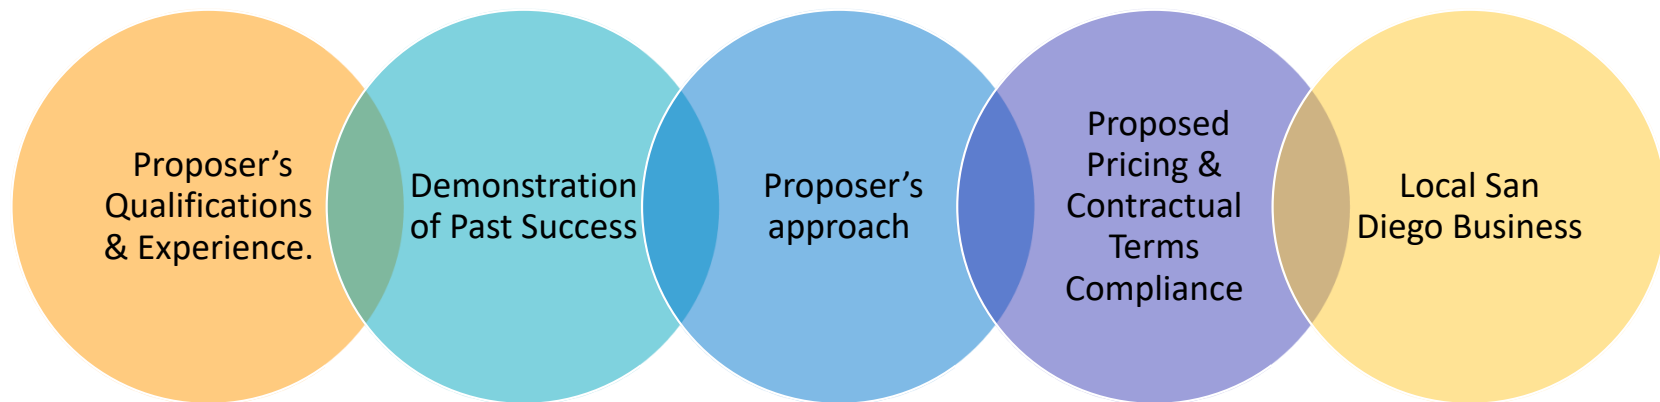 Proposer’s
Qualifications
& Experience.
Demonstration
of Past Success
Proposer’s
approach
Proposed
Pricing &
Contractual
Terms
Compliance
Local San
Diego Business